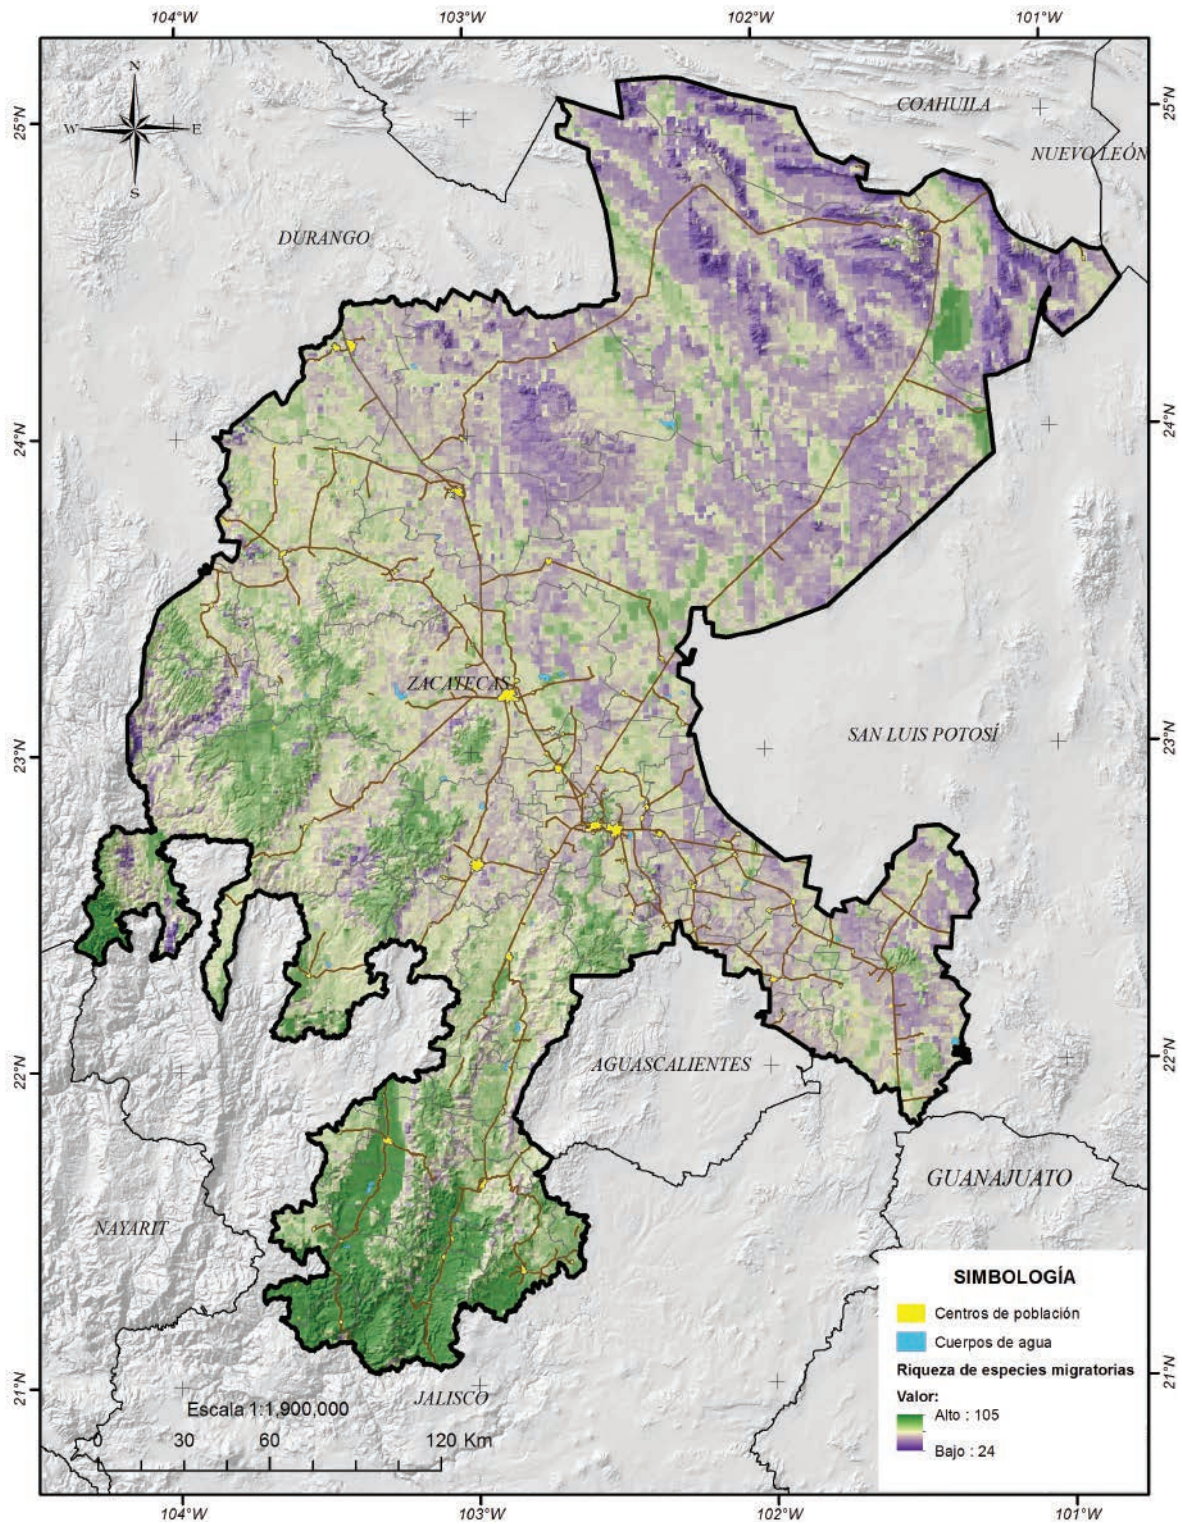 104°W 103°W 102°W 101°W
N
W E
S
25°N
25°N
COAHUILA
NUEVO LEÓN
DURANGO
24°N
24°N
ZACATECAS
SAN LUIS POTOSÍ
23°N
23°N
22°N
22°N
AGUASCALIENTES
GUANAJUATO
NAYARIT
SIMBOLOGÍA
Centros de población
Cuerpos de agua
Riqueza de especies migratorias
Valor:
Alto : 105
Bajo : 24
21°N
21°N
JALISCO
Escala 1:1,900,000
0 30 60 120 Km
104°W 103°W 102°W 101°W